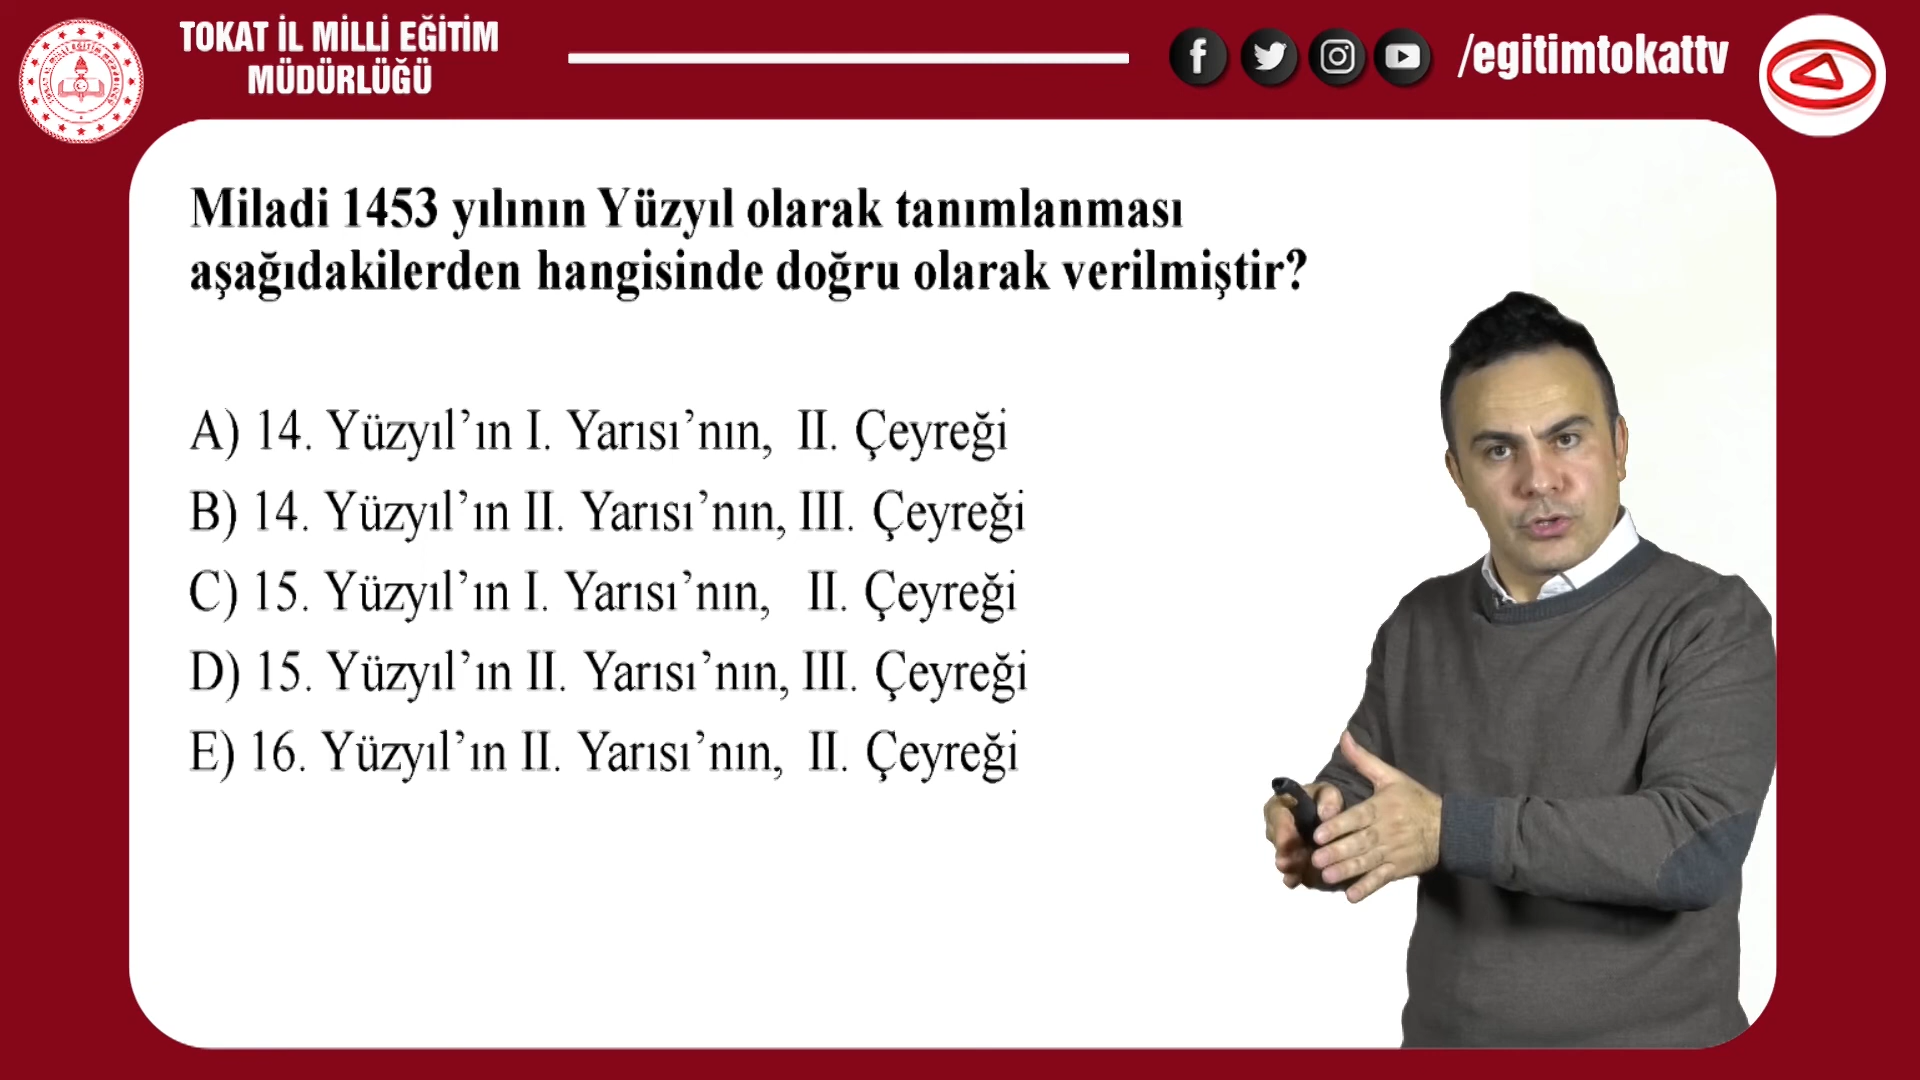 TOKAT İL MİLLİ EĞİTİM
MÜDÜRLÜĞÜ
/egitimtokattv
Miladi 1453 yılının Yüzyıl olarak tanımlanması
aşağıdakilerden hangisinde doğru olarak verilmiştir?
A) 14. Yüzyıl’ın I. Yarısı’nın, II. Çeyreği
B) 14. Yüzyıl’ın II. Yarısı’nın, III. Çeyreği
C) 15. Yüzyıl’ın I. Yarısı’nın, II. Çeyreği
D) 15. Yüzyıl’ın II. Yarısı’nın, III. Çeyreği
E) 16. Yüzyıl’ın II. Yarısı’nın, II. Çeyreği